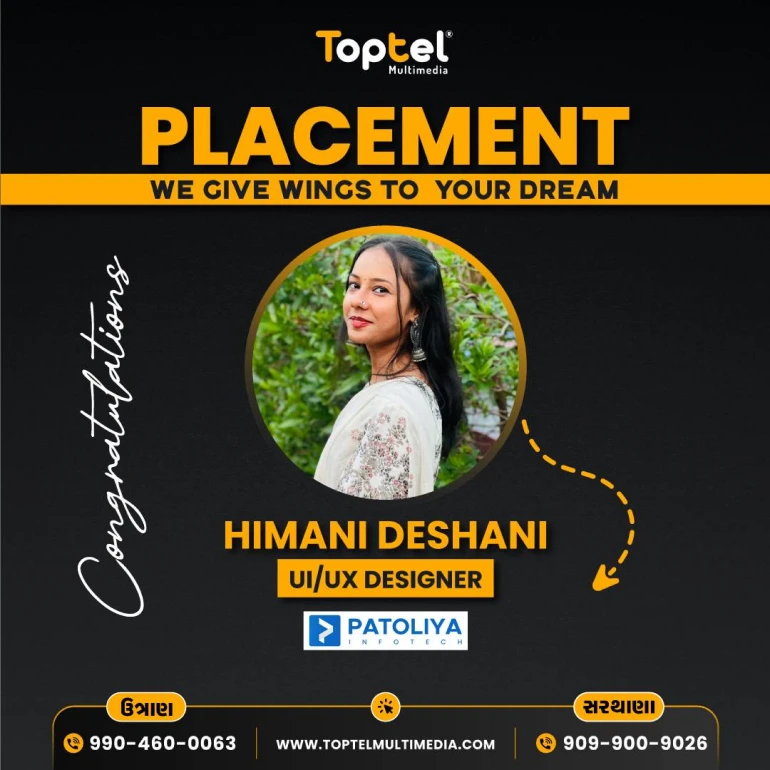 Toptel®
Multimedia
PLACEMENT
WE GIVE WINGS TO YOUR DREAM
Congratulations
HIMANI DESHANI
UI/UX DESIGNER
PATOLIYA
INFOTECH
ઉત્રાણ
સરથાણા
990-460-0063
WWW.TOPTELMULTIMEDIA.COM
909-900-9026